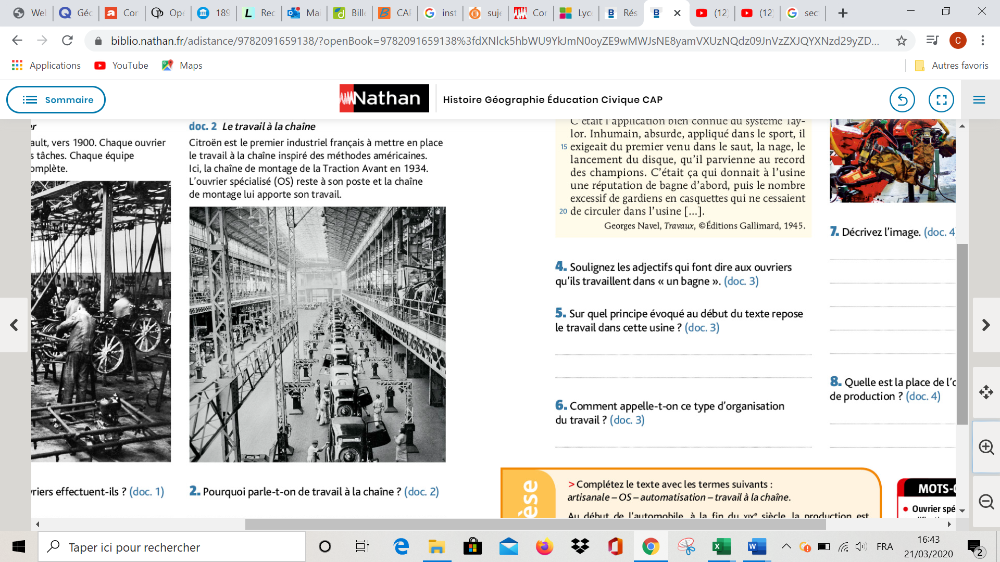 Wel
Géc
Cor
Ope
189
Rec
Mai
Bille
CAP
inst
suje
Cor
Lyc
Rés
(12)
(12)
sect
biblio.nathan.fr/adistance/9782091659138/?openBook=9782091659138%3fdXNlck5hbWU9YkJmN0oyZE9wMWJsNE8yamVXUzNQdz09JnVzZXJQYXNzd29yZD...
C
Applications
YouTube
Maps
Autres favoris
Sommaire
Nathan
Histoire Géographie Éducation Civique CAP
er
ault, vers 1900. Chaque ouvrier
s tâches. Chaque équipe
omplète.
vriers effectuent-ils ? (doc. 1)
doc. 2 Le travail à la chaîne
Citroën est le premier industriel français à mettre en place
le travail à la chaîne inspiré des méthodes américaines.
Ici, la chaîne de montage de la Traction Avant en 1934.
L'ouvrier spécialisé (OS) reste à son poste et la chaîne
de montage lui apporte son travail.
2. Pourquoi parle-t-on de travail à la chaîne ? (doc. 2)
C'était l'application bien connue du système Tay-
lor. Inhumain, absurde, appliqué dans le sport, il
15 exigeait du premier venu dans le saut, la nage, le
lancement du disque, qu'il parvienne au record
des champions. C'était ça qui donnait à l'usine
une réputation de bagne d'abord, puis le nombre
excessif de gardiens en casquettes qui ne cessaient
20 de circuler dans l'usine [...].
Georges Navel, Travaux, ©Éditions Gallimard, 1945.
4. Soulignez les adjectifs qui font dire aux ouvriers
qu'ils travaillent dans « un bagne ». (doc. 3)
5. Sur quel principe évoqué au début du texte repose
le travail dans cette usine ? (doc. 3)
6. Comment appelle-t-on ce type d'organisation
du travail ? (doc. 3)
7. Décrivez l'image. (doc. 4
8. Quelle est la place de l'o
de production ? (doc. 4)
èse
> Complétez le texte avec les termes suivants :
artisanale – OS – automatisation – travail à la chaîne.
Au début de l'automobile, à la fin du XIXe siècle, la production est
MOTS-C
• Ouvrier spé
Taper ici pour rechercher
FRA
16:43
21/03/2020
2